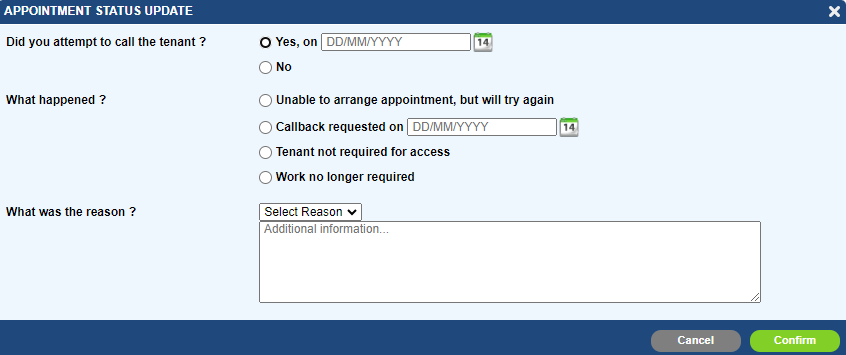 APPOINTMENT STATUS UPDATE
Did you attempt to call the tenant ? Yes, on DD/MM/YYYY 14
No
What happened ? Unable to arrange appointment, but will try again
Callback requested on DD/MM/YYYY 14
Tenant not required for access
Work no longer required
What was the reason ? Select Reason
Additional information...
Cancel Confirm